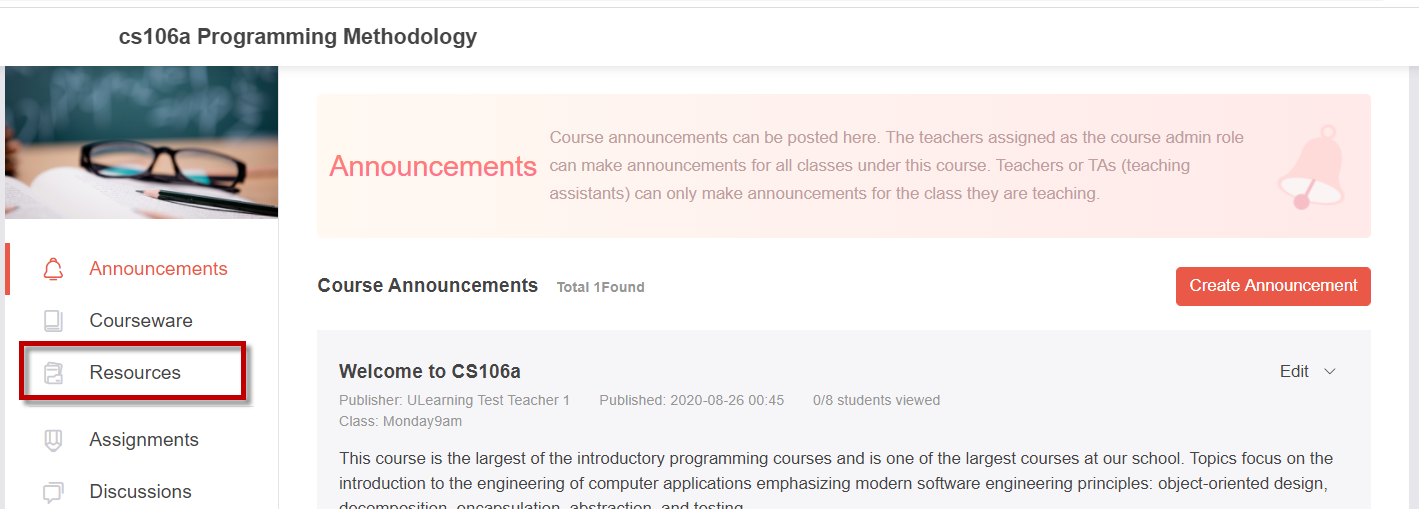 cs106a Programming Methodology
Announcements
Course announcements can be posted here. The teachers assigned as the course admin role
can make announcements for all classes under this course. Teachers or TAs (teaching
assistants) can only make announcements for the class they are teaching.
Announcements
Courseware
Resources
Assignments
Discussions
Course Announcements Total 1Found
Create Announcement
Welcome to CS106a
Edit
Publisher: ULearning Test Teacher 1 Published: 2020-08-26 00:45 0/8 students viewed
Class: Monday9am
This course is the largest of the introductory programming courses and is one of the largest courses at our school. Topics focus on the
introduction to the engineering of computer applications emphasizing modern software engineering principles: object-oriented design,
decomposition, encapsulation, abstraction, and testing.